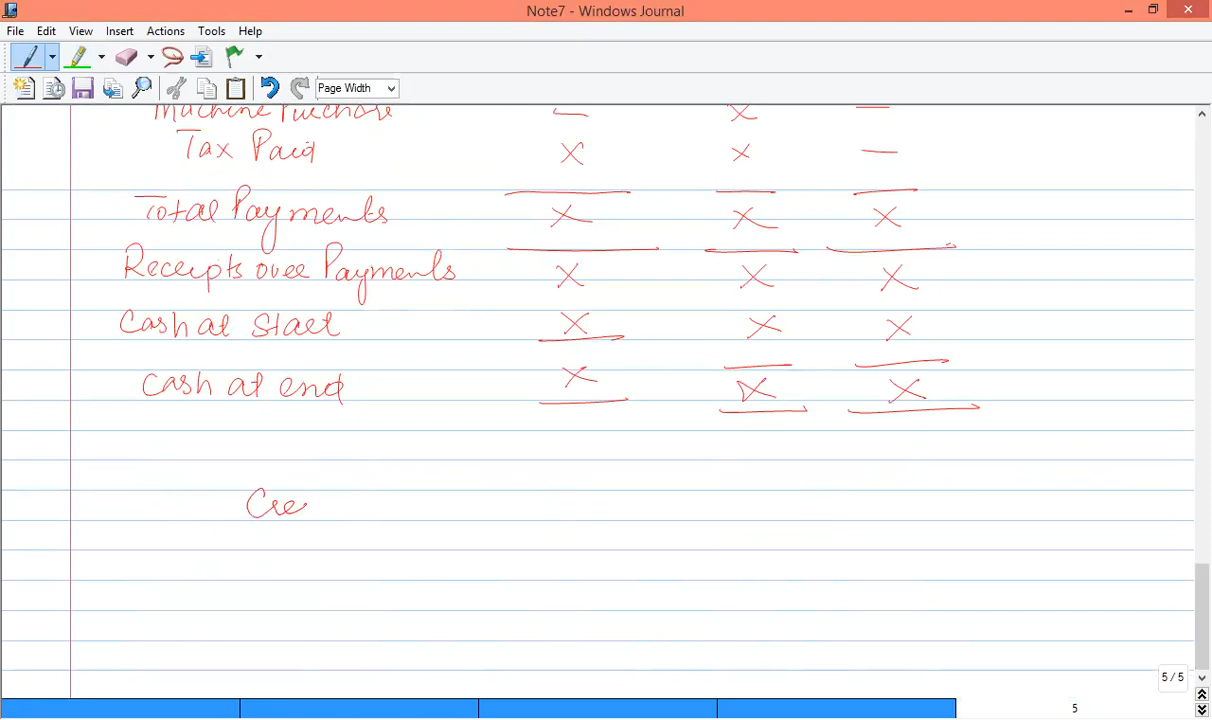 Note7 - Windows Journal
File Edit View Insert Actions Tools Help
Page Width
Machine Purchase — X —
Tax Paid X X —
Total Payments X X X
Receipts over Payments X X X
Cash at Start X X X
Cash at end X X X
Cre
5 / 5
5